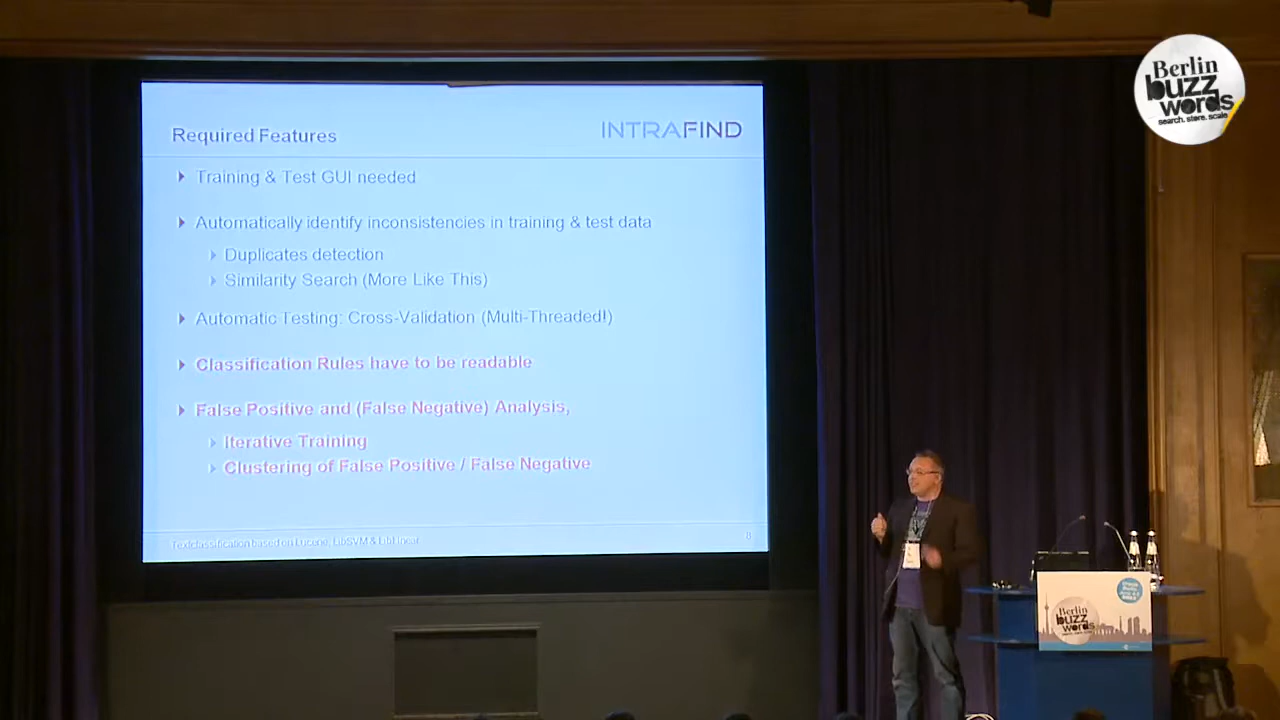 Required Features
INTRAFIND
Training & Test GUI needed
Automatically identify inconsistencies in training & test data
Duplicates detection
Similarity Search (More Like This)
Automatic Testing: Cross-Validation (Multi-Threaded!)
Classification Rules have to be readable
False Positive and (False Negative) Analysis,
Iterative Training
Clustering of False Positive / False Negative
Textclassification based on Lucene, LibSVM & LibLinear
8
Berlin
buzz
words
search. store. scale
Berlin
buzz
words